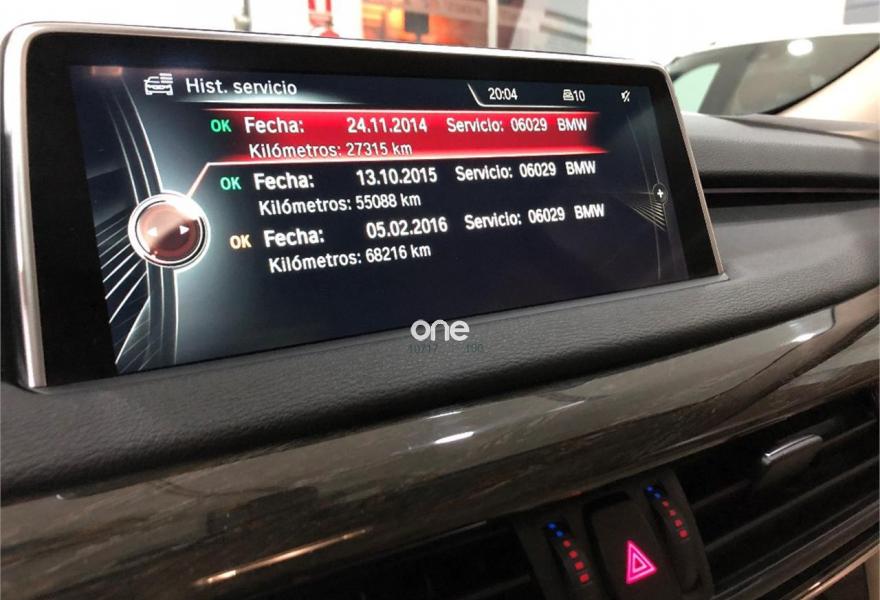 Hist. servicio
20:04
10
OK Fecha: 24.11.2014 Servicio: 06029 BMW
Kilómetros: 27315 km
OK Fecha: 13.10.2015 Servicio: 06029 BMW
Kilómetros: 55088 km
OK Fecha: 05.02.2016 Servicio: 06029 BMW
Kilómetros: 68216 km
one